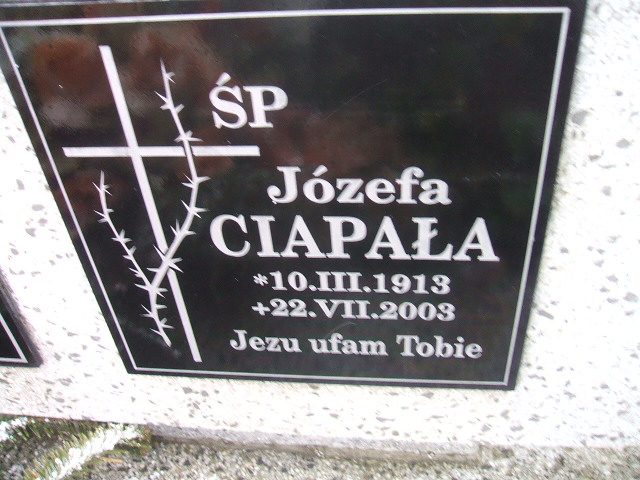 ŚP
Józefa
CIAPAŁA
*10.III.1913
+22.VII.2003
Jezu ufam Tobie